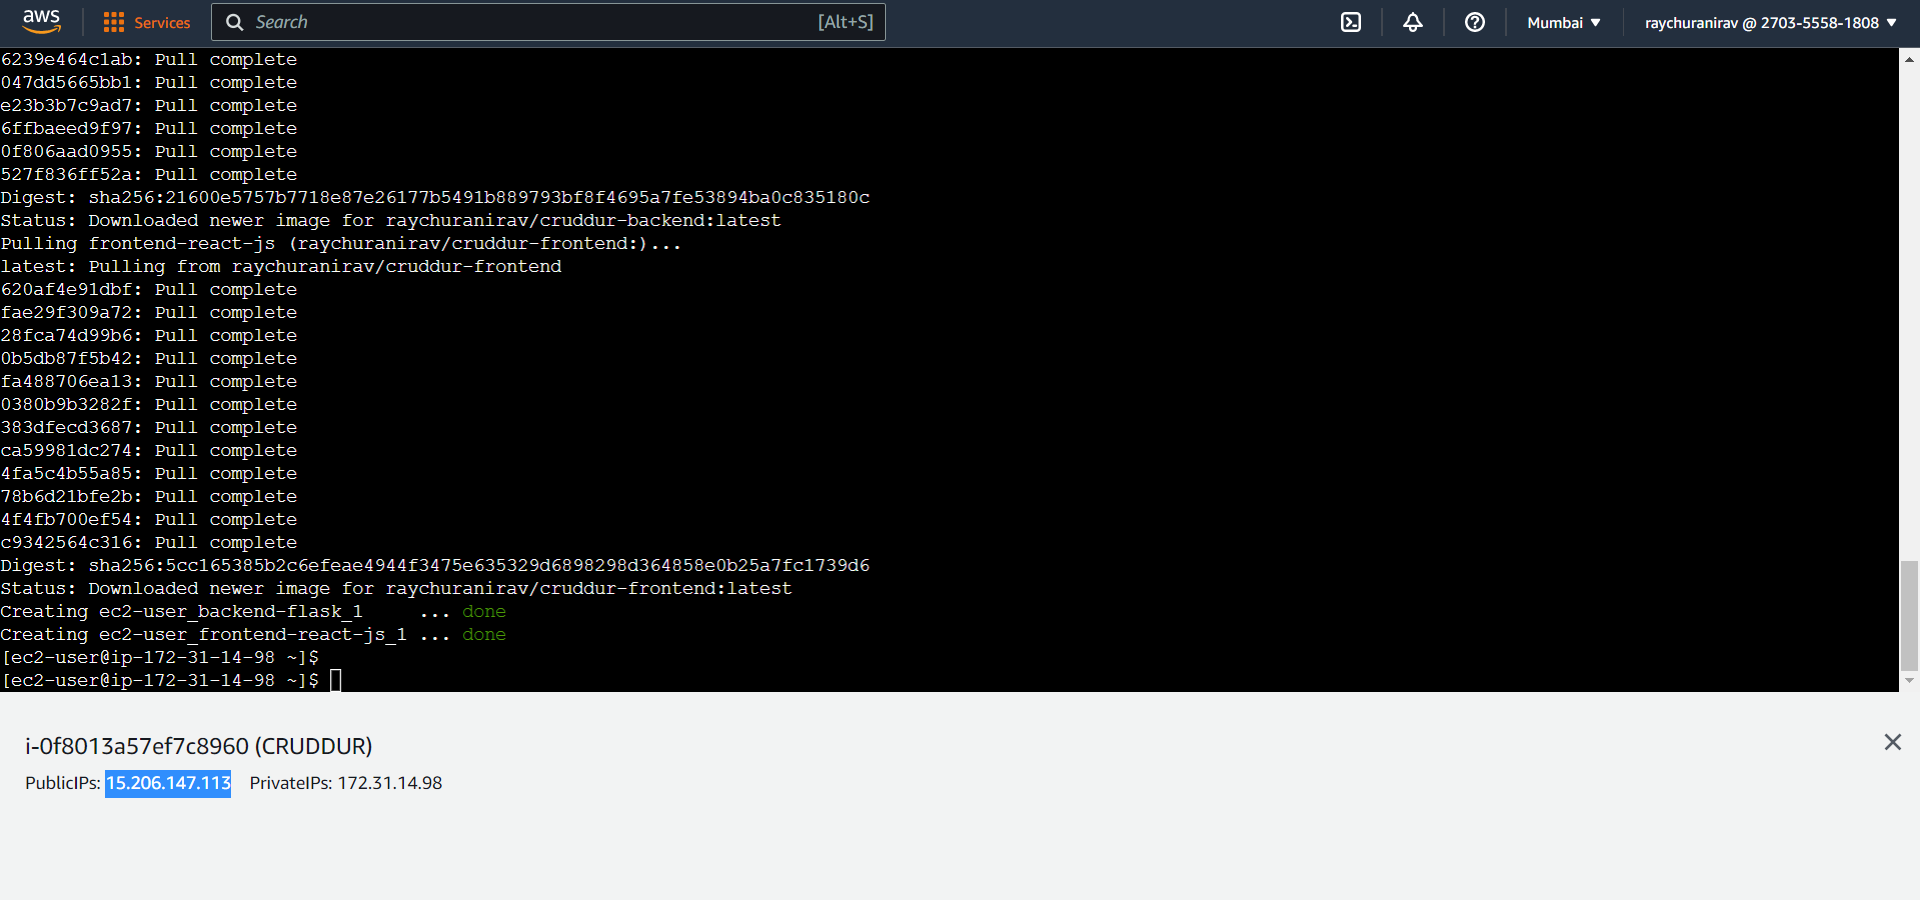 aws Services Search [Alt+S] Mumbai raychuranirav @ 2703-5558-1808
6239e464c1ab: Pull complete
047dd5665bb1: Pull complete
e23b3b7c9ad7: Pull complete
6ffbaeed9f97: Pull complete
0f806aad0955: Pull complete
527f836ff52a: Pull complete
Digest: sha256:21600e5757b7718e87e26177b5491b889793bf8f4695a7fe53894ba0c835180c
Status: Downloaded newer image for raychuranirav/cruddur-backend:latest
Pulling frontend-react-js (raychuranirav/cruddur-frontend:)...
latest: Pulling from raychuranirav/cruddur-frontend
620af4e91dbf: Pull complete
fae29f309a72: Pull complete
28fca74d99b6: Pull complete
0b5db87f5b42: Pull complete
fa488706ea13: Pull complete
0380b9b3282f: Pull complete
383dfecd3687: Pull complete
ca59981dc274: Pull complete
4fa5c4b55a85: Pull complete
78b6d21bfe2b: Pull complete
4f4fb700ef54: Pull complete
c9342564c316: Pull complete
Digest: sha256:5cc165385b2c6efeae4944f3475e635329d6898298d364858e0b25a7fc1739d6
Status: Downloaded newer image for raychuranirav/cruddur-frontend:latest
Creating ec2-user_backend-flask_1     ... done
Creating ec2-user_frontend-react-js_1 ... done
[ec2-user@ip-172-31-14-98 ~]$
[ec2-user@ip-172-31-14-98 ~]$
i-0f8013a57ef7c8960 (CRUDDUR)
PublicIPs: 15.206.147.113 PrivateIPs: 172.31.14.98